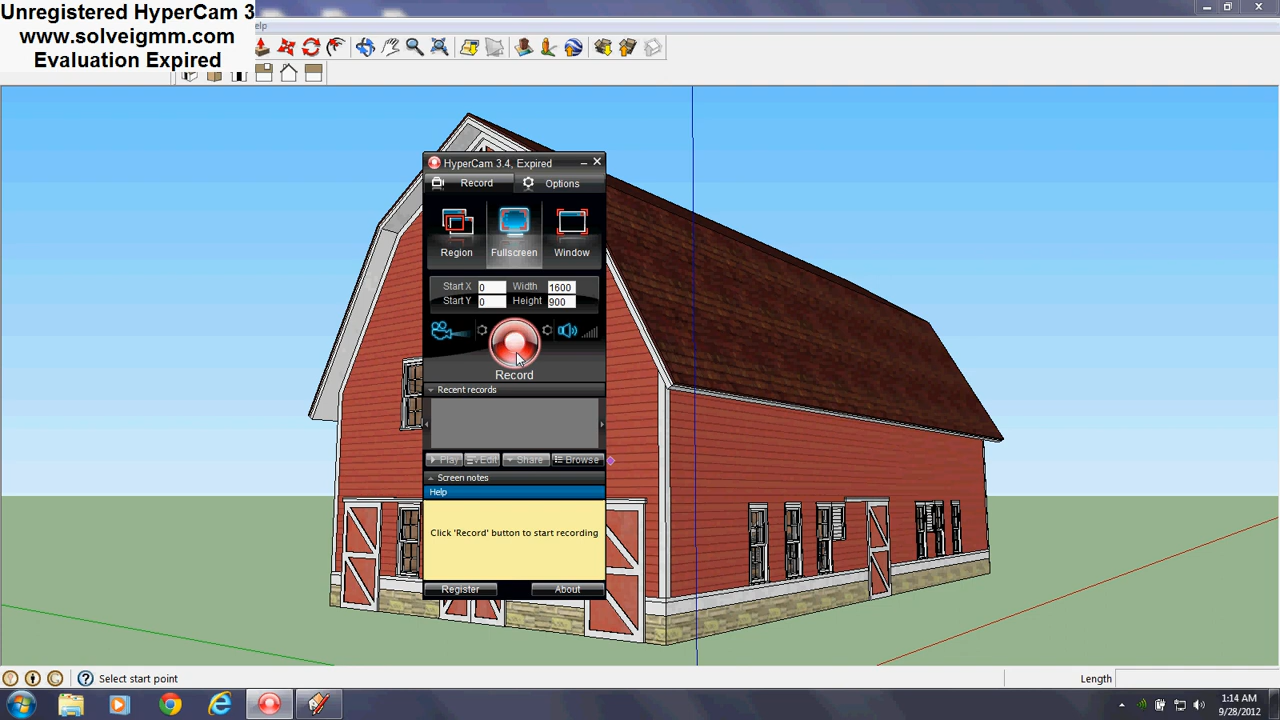 Unregistered HyperCam 3
www.solveigmm.com
Evaluation Expired
elp
HyperCam 3.4, Expired
Record
Options
Region
Fullscreen
Window
Start X 0 Width 1600
Start Y 0 Height 900
Record
Recent records
Play Edit Share Browse
Screen notes
Help
Click 'Record' button to start recording
Register About
Select start point
Length
1:14 AM
9/28/2012